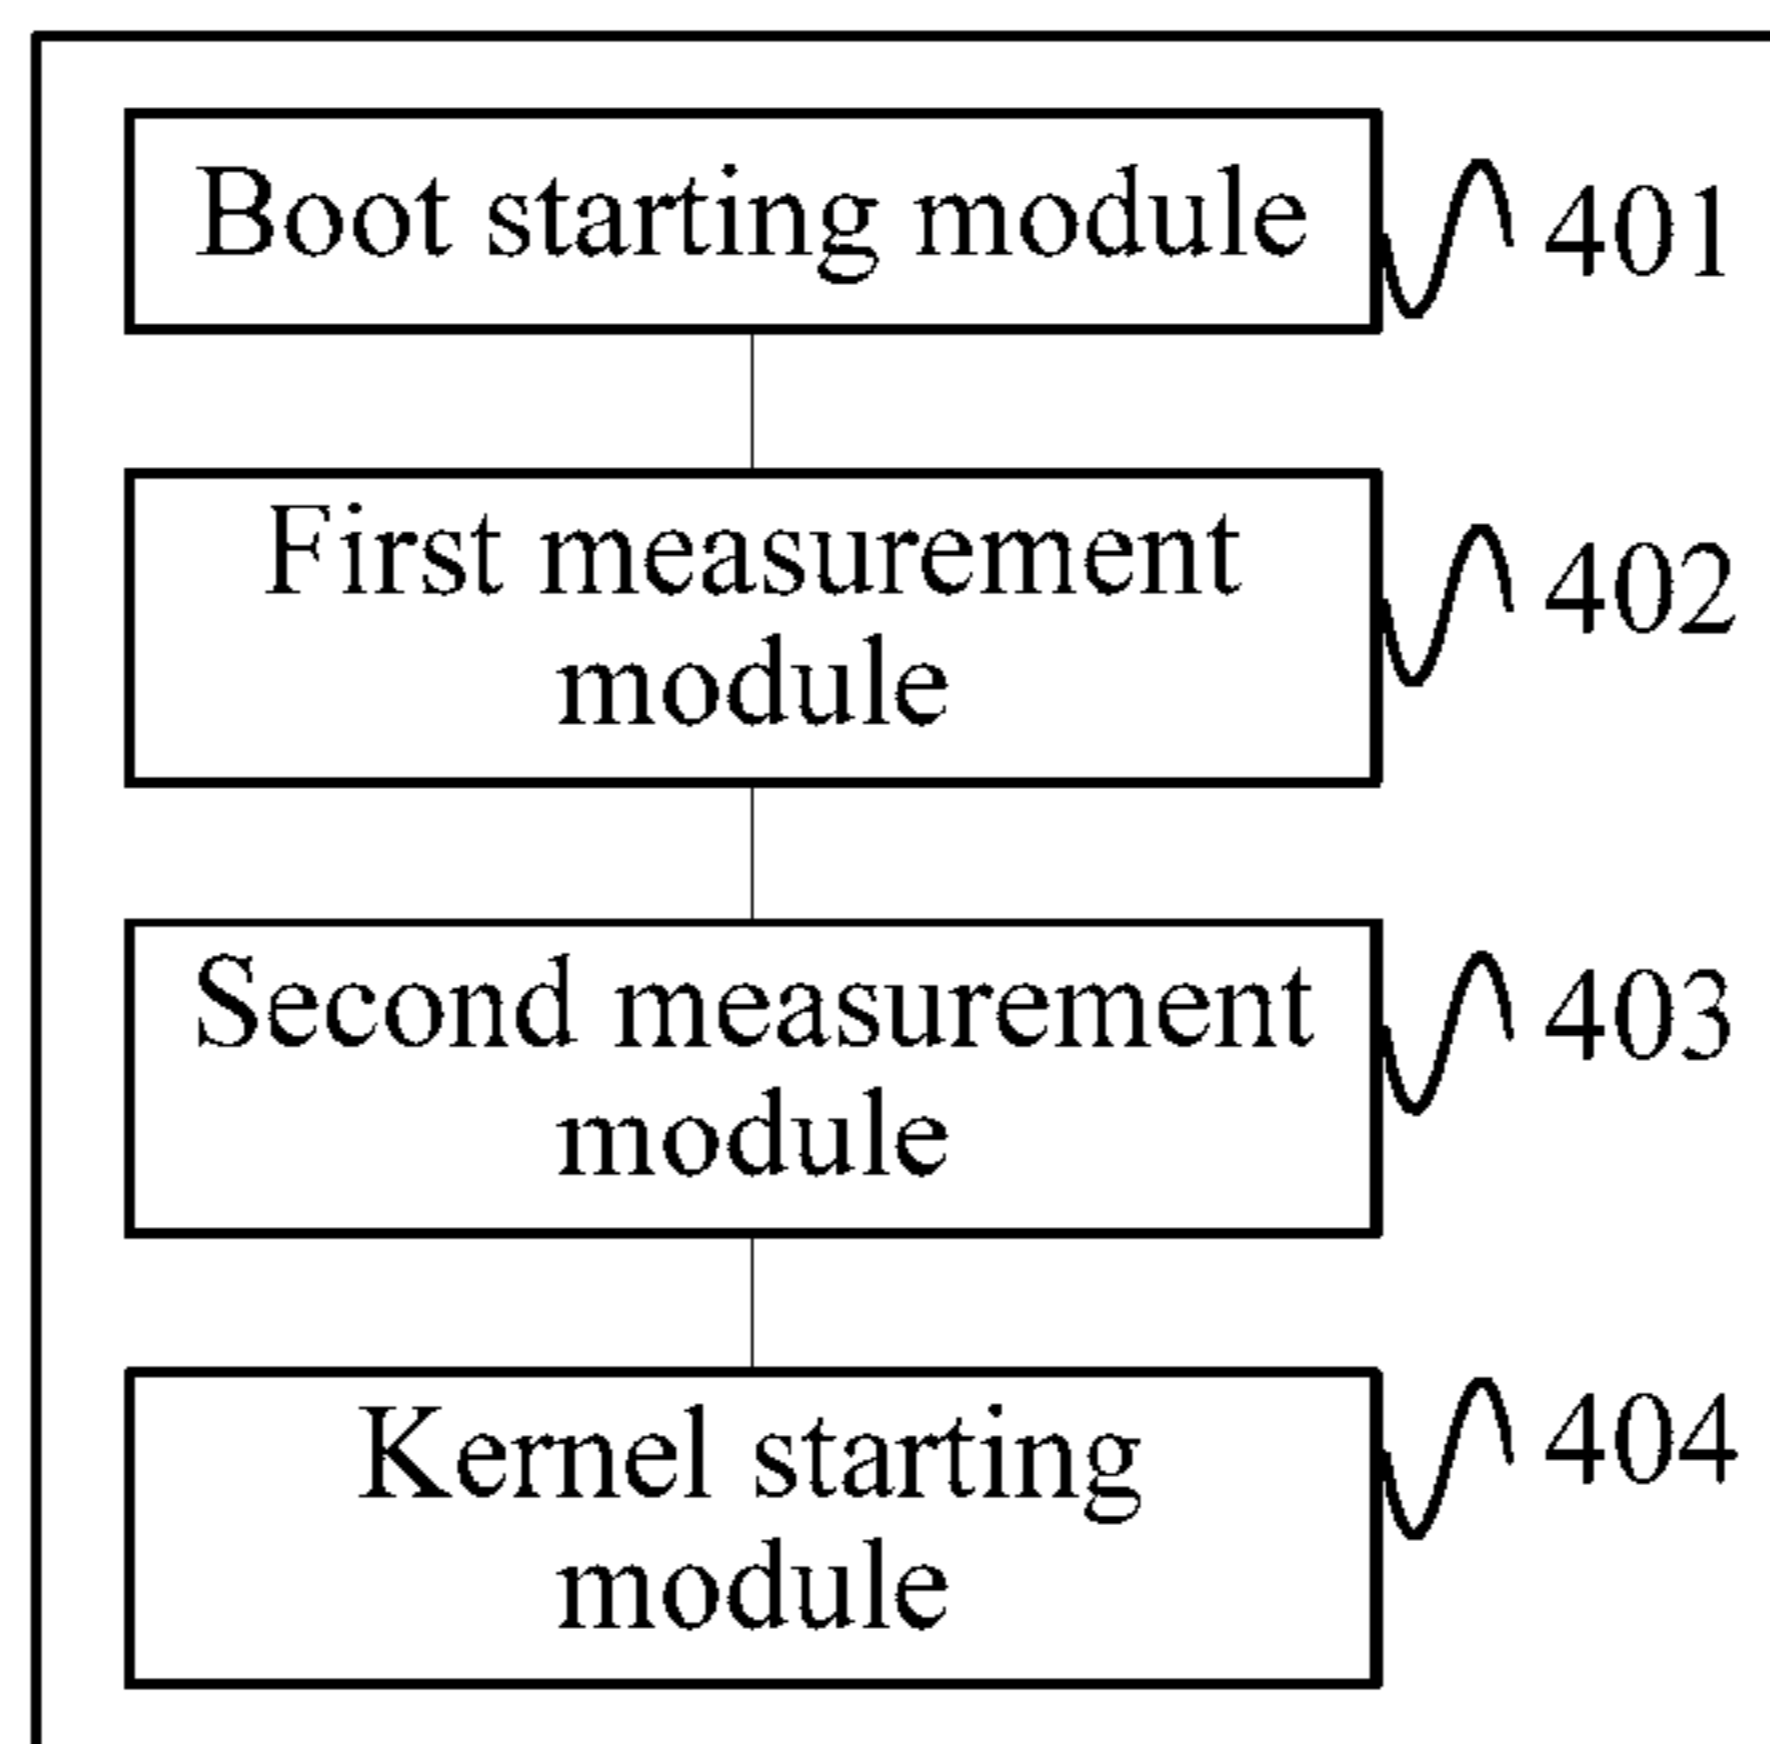 Boot starting module
401
First measurement
module
402
Second measurement
module
403
Kernel starting
module
404